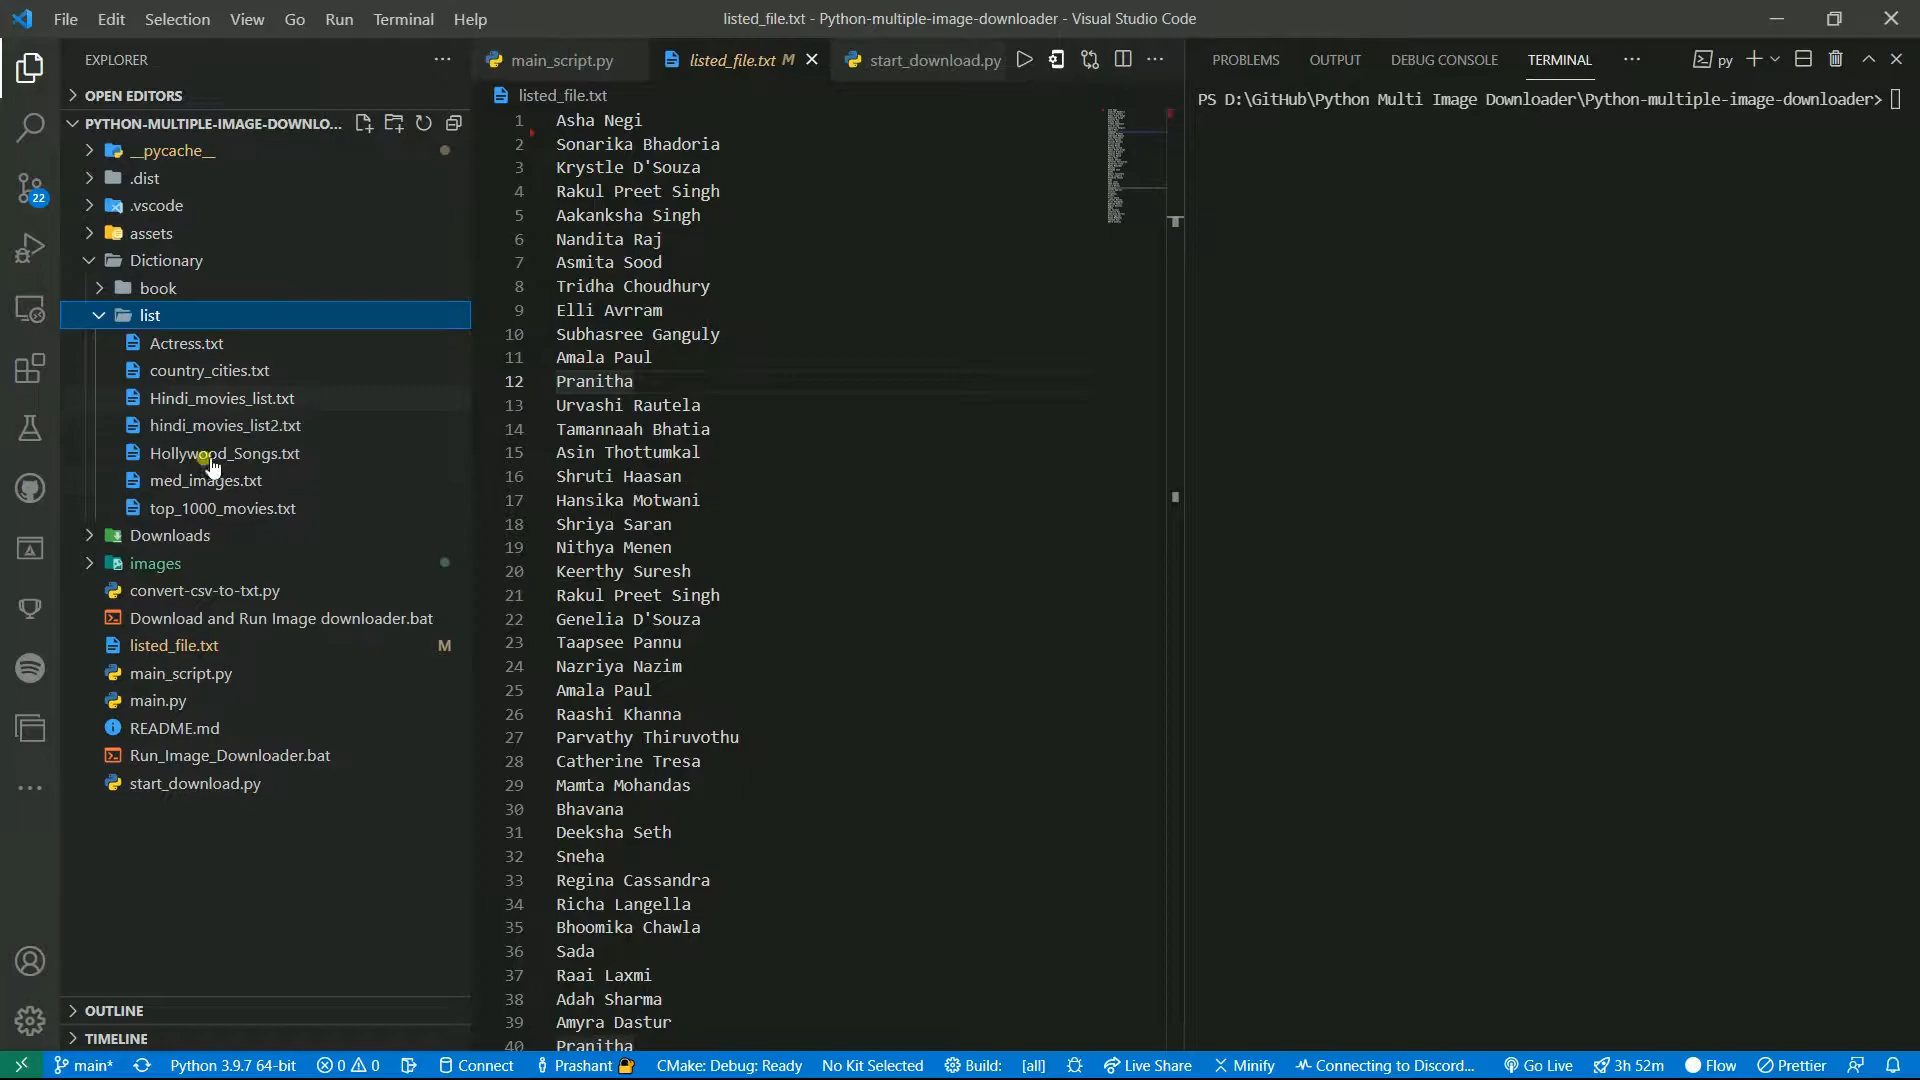 File Edit Selection View Go Run Terminal Help
listed_file.txt - Python-multiple-image-downloader - Visual Studio Code
EXPLORER
OPEN EDITORS
PYTHON-MULTIPLE-IMAGE-DOWNLO...
__pycache__
.dist
.vscode
assets
Dictionary
book
list
Actress.txt
country_cities.txt
Hindi_movies_list.txt
hindi_movies_list2.txt
Hollywood_Songs.txt
med_images.txt
top_1000_movies.txt
Downloads
images
convert-csv-to-txt.py
Download and Run Image downloader.bat
listed_file.txt M
main_script.py
main.py
README.md
Run_Image_Downloader.bat
start_download.py
OUTLINE
TIMELINE
22
main_script.py listed_file.txt M start_download.py
listed_file.txt
1 Asha Negi
2 Sonarika Bhadoria
3 Krystle D'Souza
4 Rakul Preet Singh
5 Aakanksha Singh
6 Nandita Raj
7 Asmita Sood
8 Tridha Choudhury
9 Elli Avrram
10 Subhasree Ganguly
11 Amala Paul
12 Pranitha
13 Urvashi Rautela
14 Tamannaah Bhatia
15 Asin Thottumkal
16 Shruti Haasan
17 Hansika Motwani
18 Shriya Saran
19 Nithya Menen
20 Keerthy Suresh
21 Rakul Preet Singh
22 Genelia D'Souza
23 Taapsee Pannu
24 Nazriya Nazim
25 Amala Paul
26 Raashi Khanna
27 Parvathy Thiruvothu
28 Catherine Tresa
29 Mamta Mohandas
30 Bhavana
31 Deeksha Seth
32 Sneha
33 Regina Cassandra
34 Richa Langella
35 Bhoomika Chawla
36 Sada
37 Raai Laxmi
38 Adah Sharma
39 Amyra Dastur
40 Pranitha
PROBLEMS OUTPUT DEBUG CONSOLE TERMINAL py
PS D:\GitHub\Python Multi Image Downloader\Python-multiple-image-downloader>
main* Python 3.9.7 64-bit 0 0 Connect Prashant CMake: Debug: Ready No Kit Selected Build: [all] Live Share Minify Connecting to Discord... Go Live 3h 52m Flow Prettier